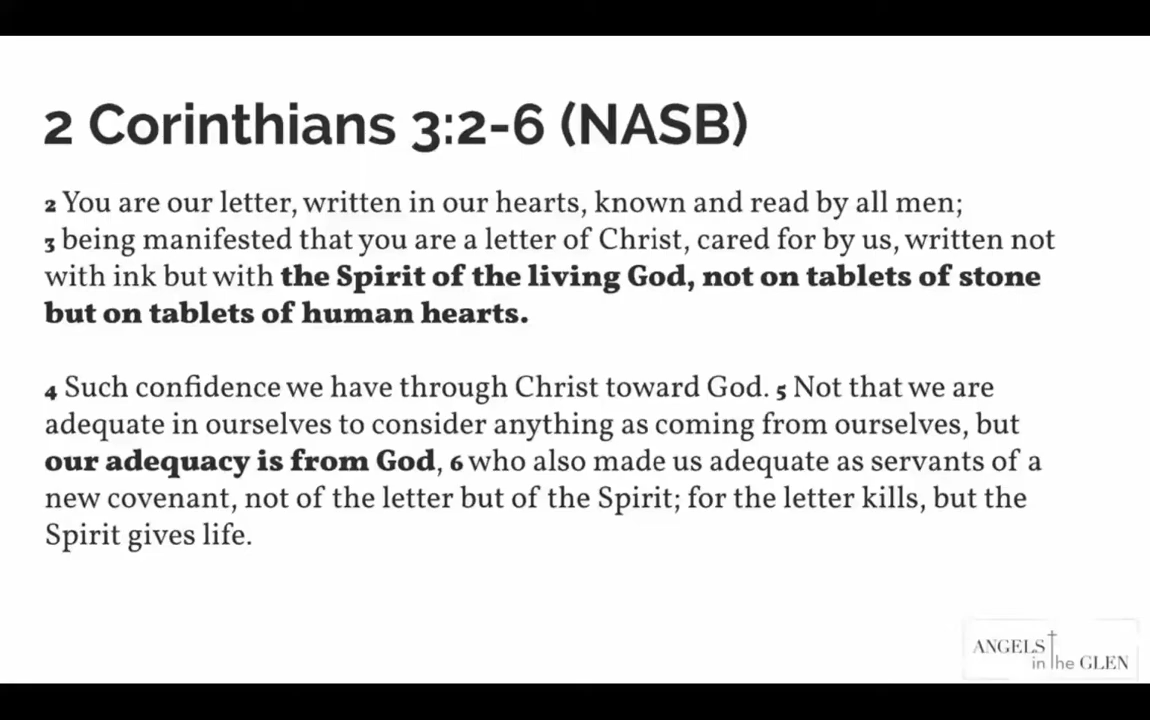 2 Corinthians 3:2-6 (NASB)
2 You are our letter, written in our hearts, known and read by all men;
3 being manifested that you are a letter of Christ, cared for by us, written not
with ink but with the Spirit of the living God, not on tablets of stone
but on tablets of human hearts.
4 Such confidence we have through Christ toward God. 5 Not that we are
adequate in ourselves to consider anything as coming from ourselves, but
our adequacy is from God, 6 who also made us adequate as servants of a
new covenant, not of the letter but of the Spirit; for the letter kills, but the
Spirit gives life.
ANGELS
in the GLEN